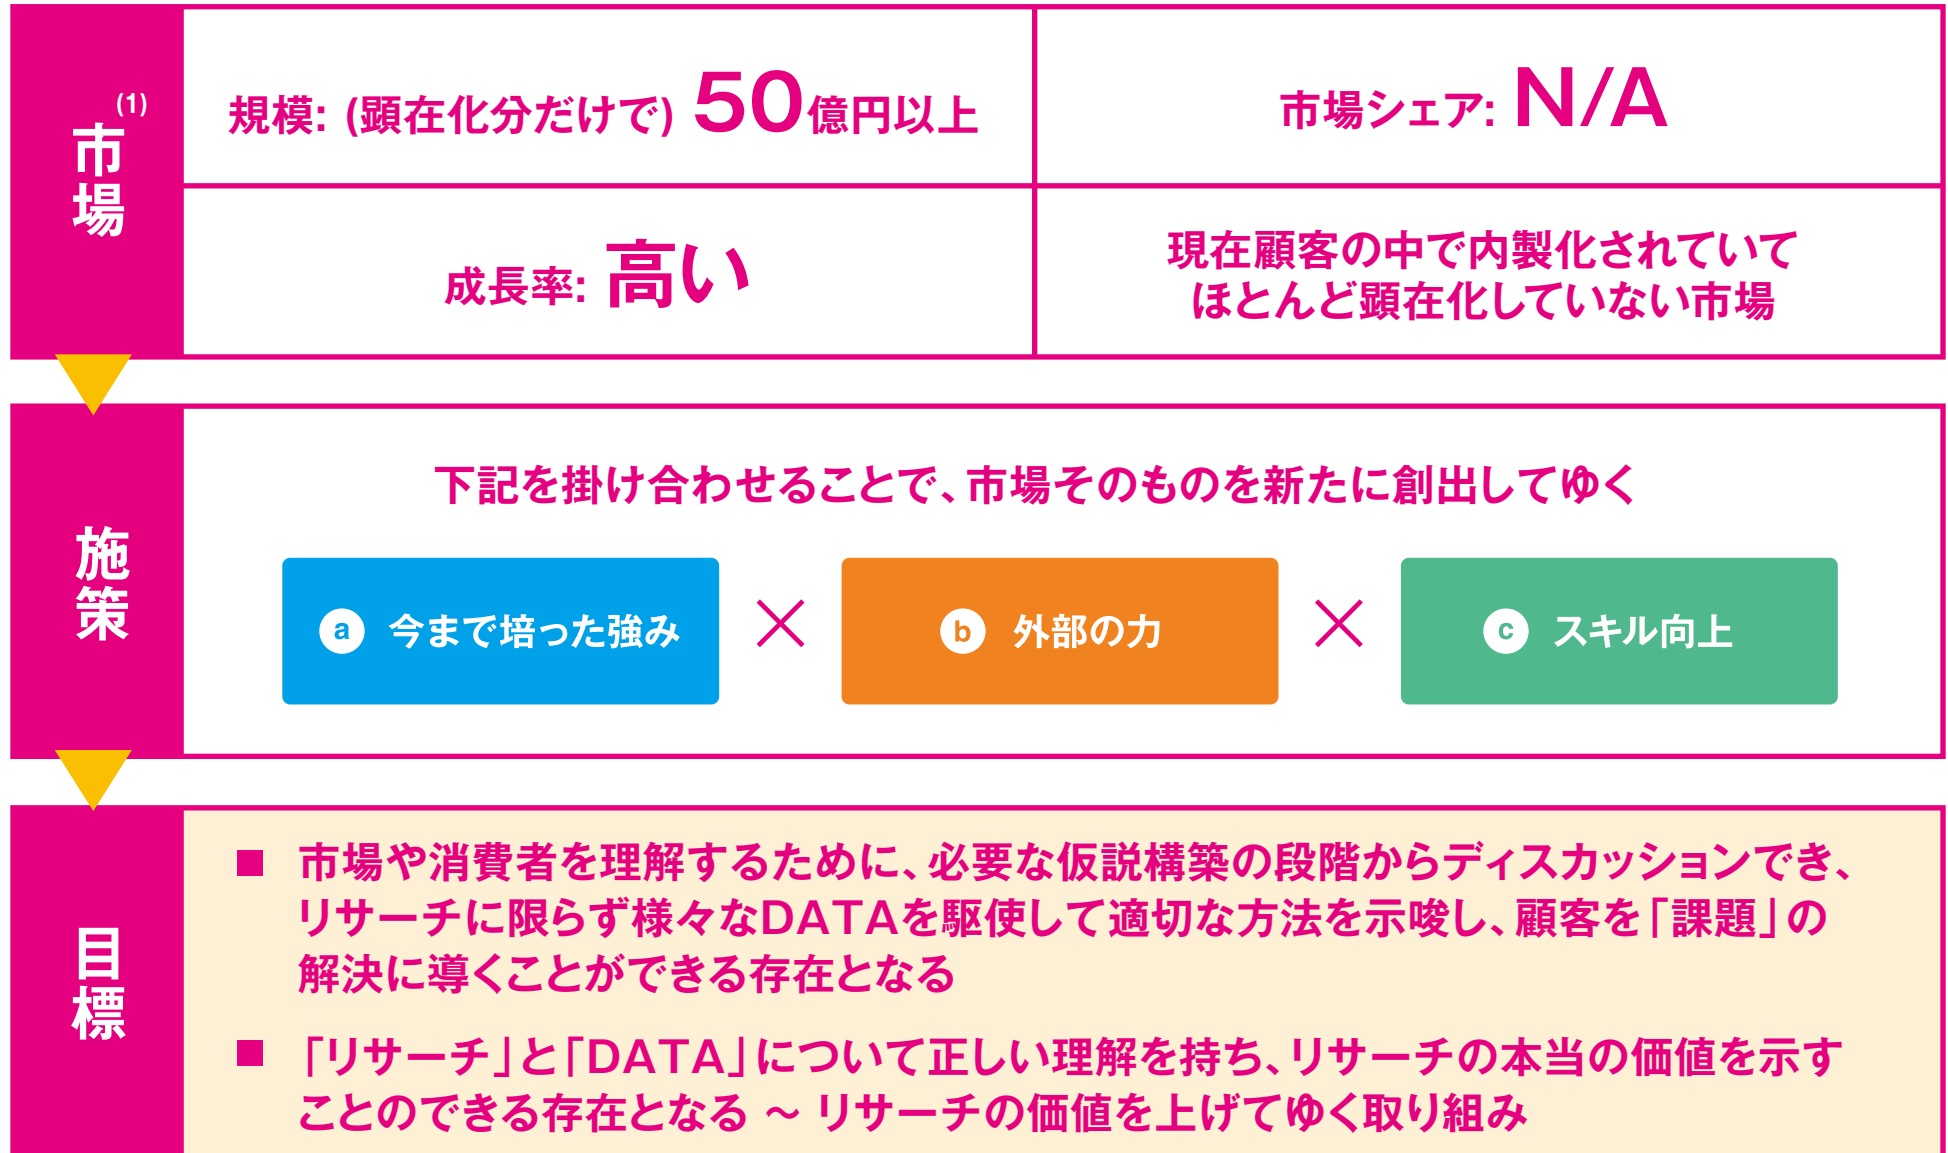 市場(1)
規模: (顕在化分だけで) 50億円以上
市場シェア: N/A
成長率: 高い
現在顧客の中で内製化されていて
ほとんど顕在化していない市場
施策
下記を掛け合わせることで、市場そのものを新たに創出してゆく
a 今まで培った強み × b 外部の力 × c スキル向上
目標
■ 市場や消費者を理解するために、必要な仮説構築の段階からディスカッションでき、
リサーチに限らず様々なDATAを駆使して適切な方法を示唆し、顧客を「課題」の
解決に導くことができる存在となる
■ 「リサーチ」と「DATA」について正しい理解を持ち、リサーチの本当の価値を示す
ことのできる存在となる ～ リサーチの価値を上げてゆく取り組み